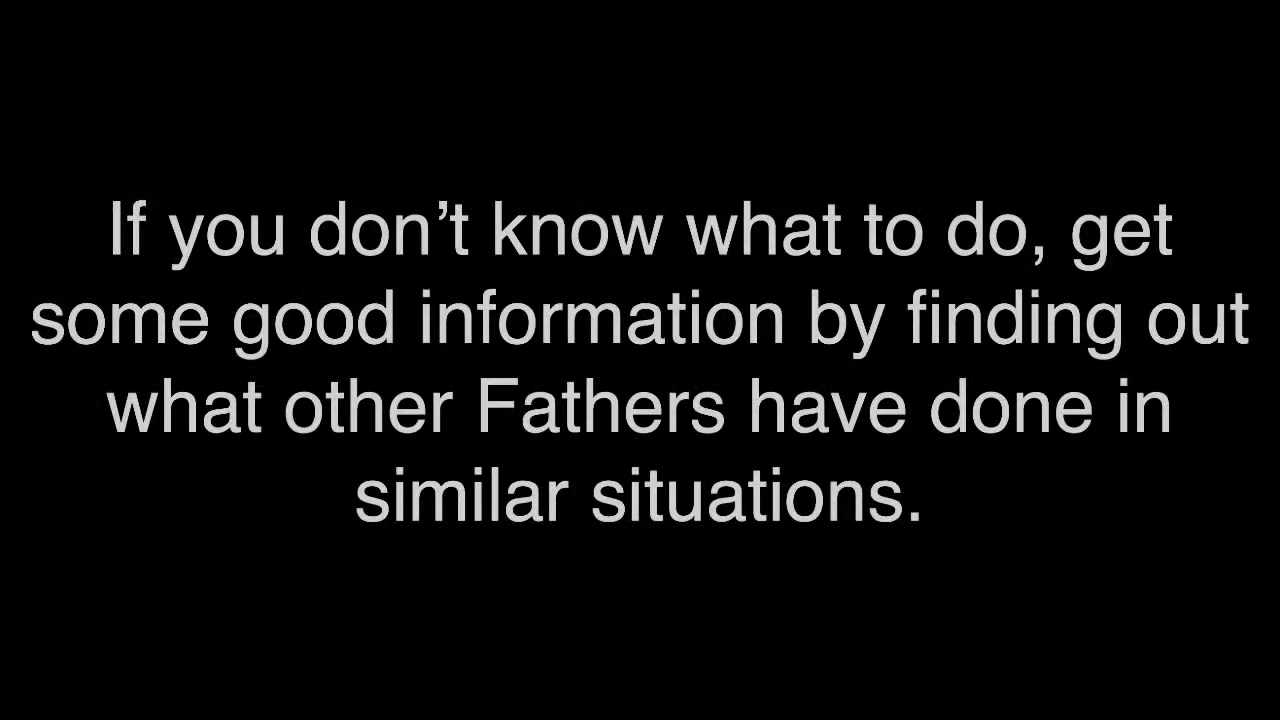 If you don’t know what to do, get
some good information by finding out
what other Fathers have done in
similar situations.